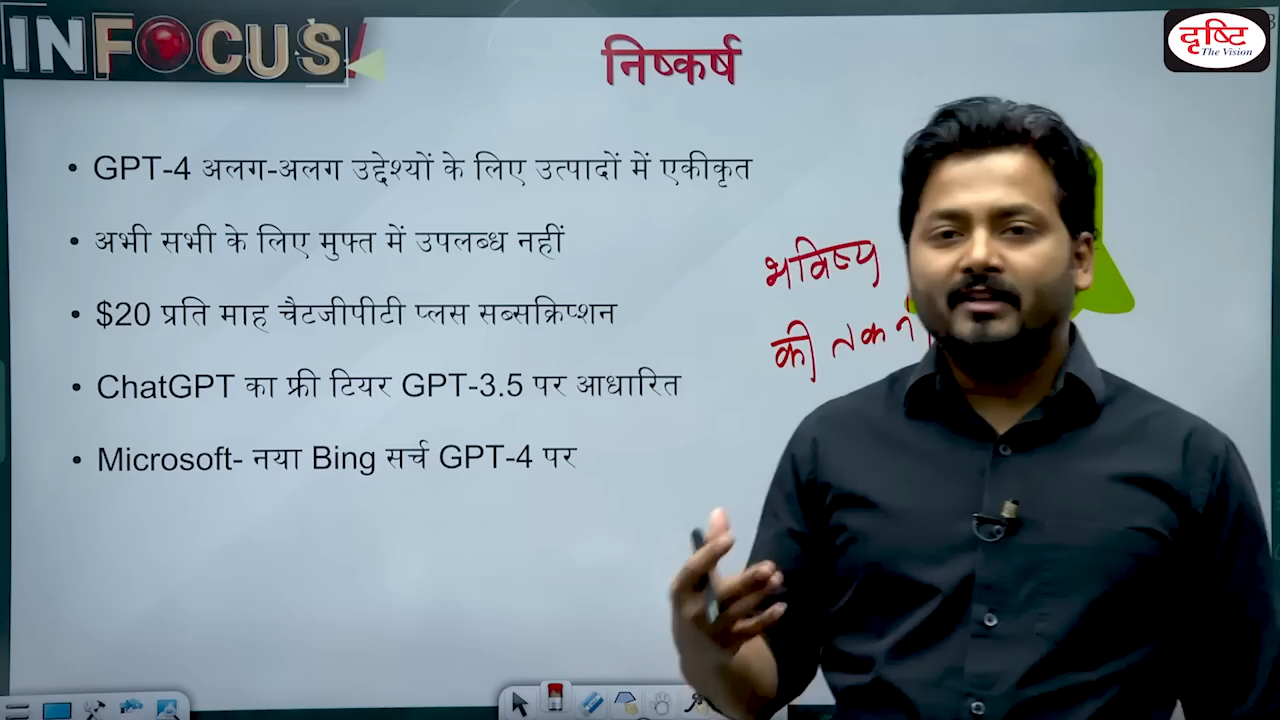 INFOCUS!
निष्कर्ष
दृष्टि
The Vision
• GPT-4 अलग-अलग उद्देश्यों के लिए उत्पादों में एकीकृत
• अभी सभी के लिए मुफ्त में उपलब्ध नहीं
• $20 प्रति माह चैटजीपीटी प्लस सब्सक्रिप्शन
• ChatGPT का फ्री टियर GPT-3.5 पर आधारित
• Microsoft- नया Bing सर्च GPT-4 पर
भविष्य
की